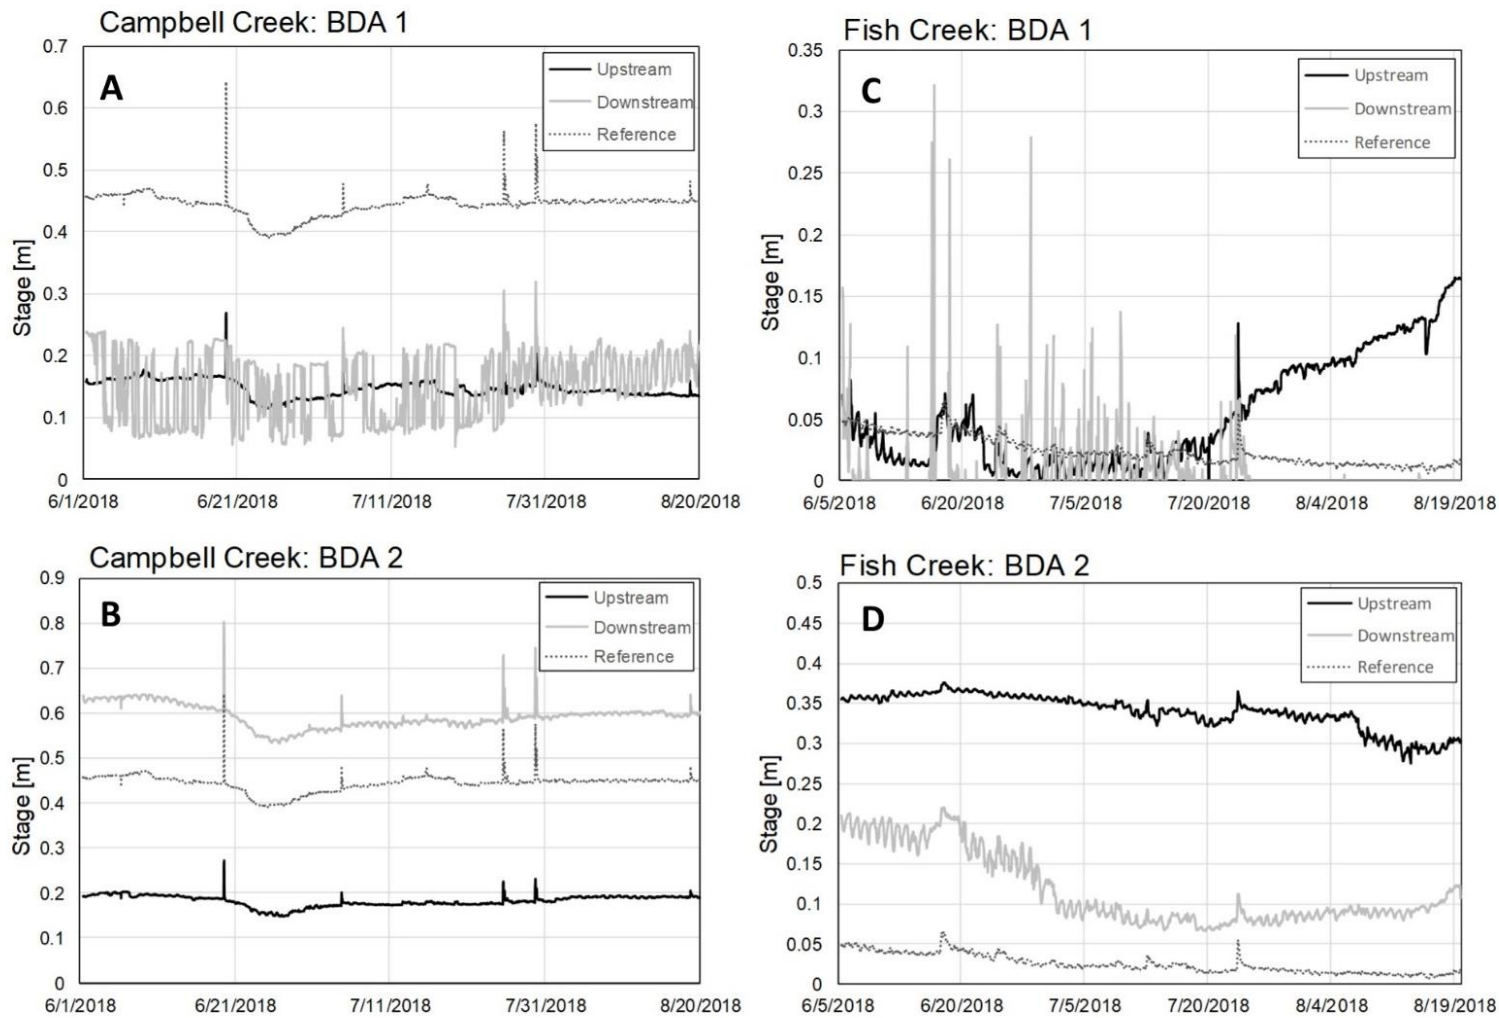 Campbell Creek: BDA 1
A
Upstream
Downstream
Reference
Stage [m]
0.7
0.6
0.5
0.4
0.3
0.2
0.1
0
6/1/2018 6/21/2018 7/11/2018 7/31/2018 8/20/2018
Fish Creek: BDA 1
C
Upstream
Downstream
Reference
Stage [m]
0.35
0.3
0.25
0.2
0.15
0.1
0.05
0
6/5/2018 6/20/2018 7/5/2018 7/20/2018 8/4/2018 8/19/2018
Campbell Creek: BDA 2
B
Upstream
Downstream
Reference
Stage [m]
0.9
0.8
0.7
0.6
0.5
0.4
0.3
0.2
0.1
0
6/1/2018 6/21/2018 7/11/2018 7/31/2018 8/20/2018
Fish Creek: BDA 2
D
Upstream
Downstream
Reference
Stage [m]
0.5
0.45
0.4
0.35
0.3
0.25
0.2
0.15
0.1
0.05
0
6/5/2018 6/20/2018 7/5/2018 7/20/2018 8/4/2018 8/19/2018